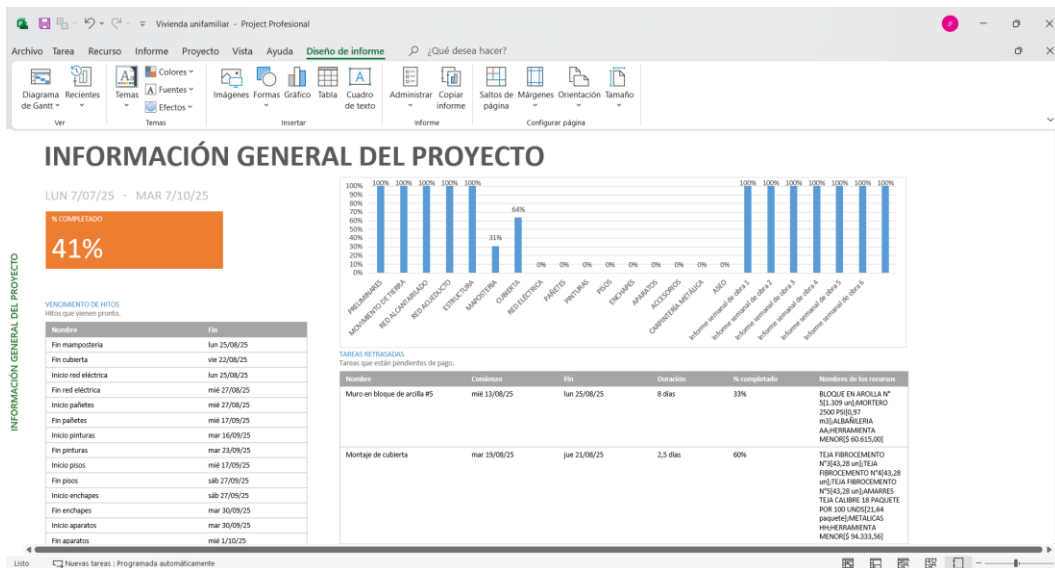 Vivienda unifamiliar - Project Profesional
JF
Archivo Tarea Recurso Informe Proyecto Vista Ayuda Diseño de informe ¿Qué desea hacer?
Diagrama de Gantt
Recientes
Ver
Temas
Colores
Fuentes
Efectos
Temas
Imágenes
Formas
Gráfico
Tabla
Cuadro de texto
Insertar
Administrar
Copiar informe
Informe
Saltos de página
Márgenes
Orientación
Tamaño
Configurar página
INFORMACIÓN GENERAL DEL PROYECTO
INFORMACIÓN GENERAL DEL PROYECTO
LUN 7/07/25 - MAR 7/10/25
% COMPLETADO
41%
100%
90%
80%
70%
60%
50%
40%
30%
20%
10%
0%
100% 100% 100% 100% 100% 31% 64% 0% 0% 0% 0% 0% 0% 0% 0% 0% 100% 100% 100% 100% 100% 100% 100%
PRELIMINARES
MOVIMIENTO DE TIERRA
RED ALCANTARILLADO
RED ACUEDUCTO
ESTRUCTURA
MAPOSTERIA
CUBIERTA
RED ELÉCTRICA
PAÑETES
PINTURAS
PISOS
ENCHAPES
APARATOS
ACCESORIOS
CARPINTERÍA METÁLICA
ASEO
Informe semanal de obra 1
Informe semanal de obra 2
Informe semanal de obra 3
Informe semanal de obra 4
Informe semanal de obra 5
Informe semanal de obra 6
VENCIMIENTO DE HITOS
Hitos que vienen pronto.
Nombre Fin
Fin mamposteria lun 25/08/25
Fin cubierta vie 22/08/25
Inicio red eléctrica lun 25/08/25
Fin red eléctrica mié 27/08/25
Inicio pañetes mié 27/08/25
Fin pañetes mié 17/09/25
Inicio pinturas mar 16/09/25
Fin pinturas mar 23/09/25
Inicio pisos mié 17/09/25
Fin pisos sáb 27/09/25
Inicio enchapes sáb 27/09/25
Fin enchapes mar 30/09/25
Inicio aparatos mar 30/09/25
Fin aparatos mié 1/10/25
TAREAS RETRASADAS
Tareas que están pendientes de pago.
Nombre Comienzo Fin Duración % completado Nombres de los recursos
Muro en bloque de arcilla #5 mié 13/08/25 lun 25/08/25 8 días 33% BLOQUE EN ARCILLA N°
5[1.309 un];MORTERO
2500 PSI[0,97
m3];ALBAÑILERIA
AA;HERRAMIENTA
MENOR[$ 60.615,00]
Montaje de cubierta mar 19/08/25 jue 21/08/25 2,5 días 60% TEJA FIBROCEMENTO
N°3[43,28 un];TEJA
FIBROCEMENTO N°4[43,28
un];TEJA FIBROCEMENTO
N°5[43,28 un];AMARRES
TEJA CALIBRE 18 PAQUETE
POR 100 UNDS[21,64
paquete];METALICAS
HH;HERRAMIENTA
MENOR[$ 94.333,56]
Listo Nuevas tareas : Programada automáticamente